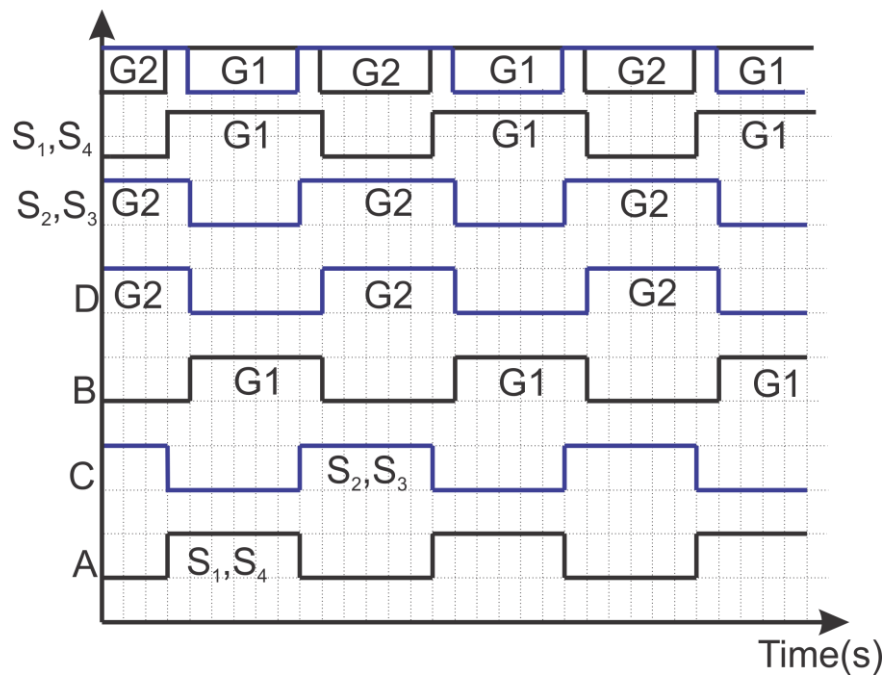 G2 G1 G2 G1 G2 G1
S₁,S₄ G1 G1 G1
S₂,S₃ G2 G2 G2
D G2 G2 G2
B G1 G1 G1
C S₂,S₃
A S₁,S₄
Time(s)